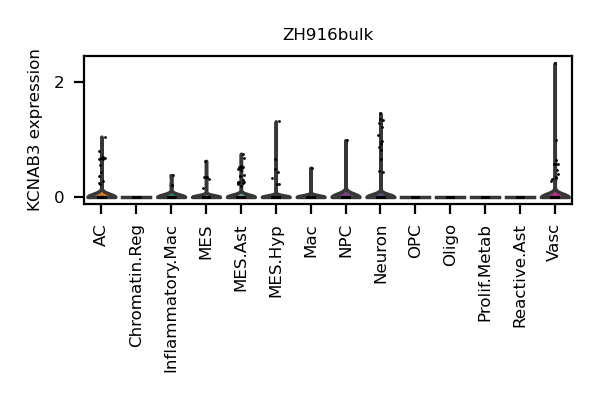 ZH916bulk
KCNAB3 expression
2
0
AC
Chromatin.Reg
Inflammatory.Mac
MES
MES.Ast
MES.Hyp
Mac
NPC
Neuron
OPC
Oligo
Prolif.Metab
Reactive.Ast
Vasc